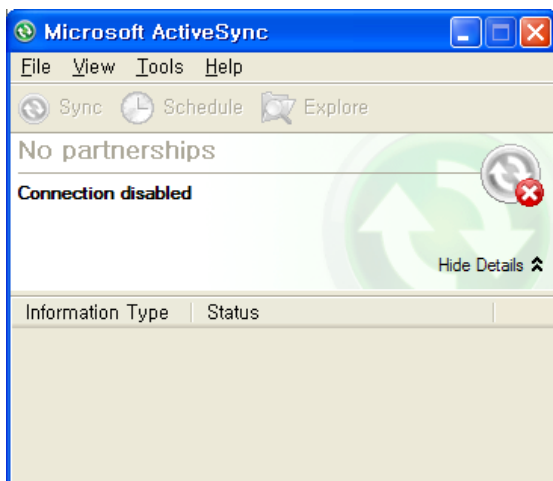 Microsoft ActiveSync
File View Tools Help
Sync Schedule Explore
No partnerships
Connection disabled
Hide Details
Information Type Status